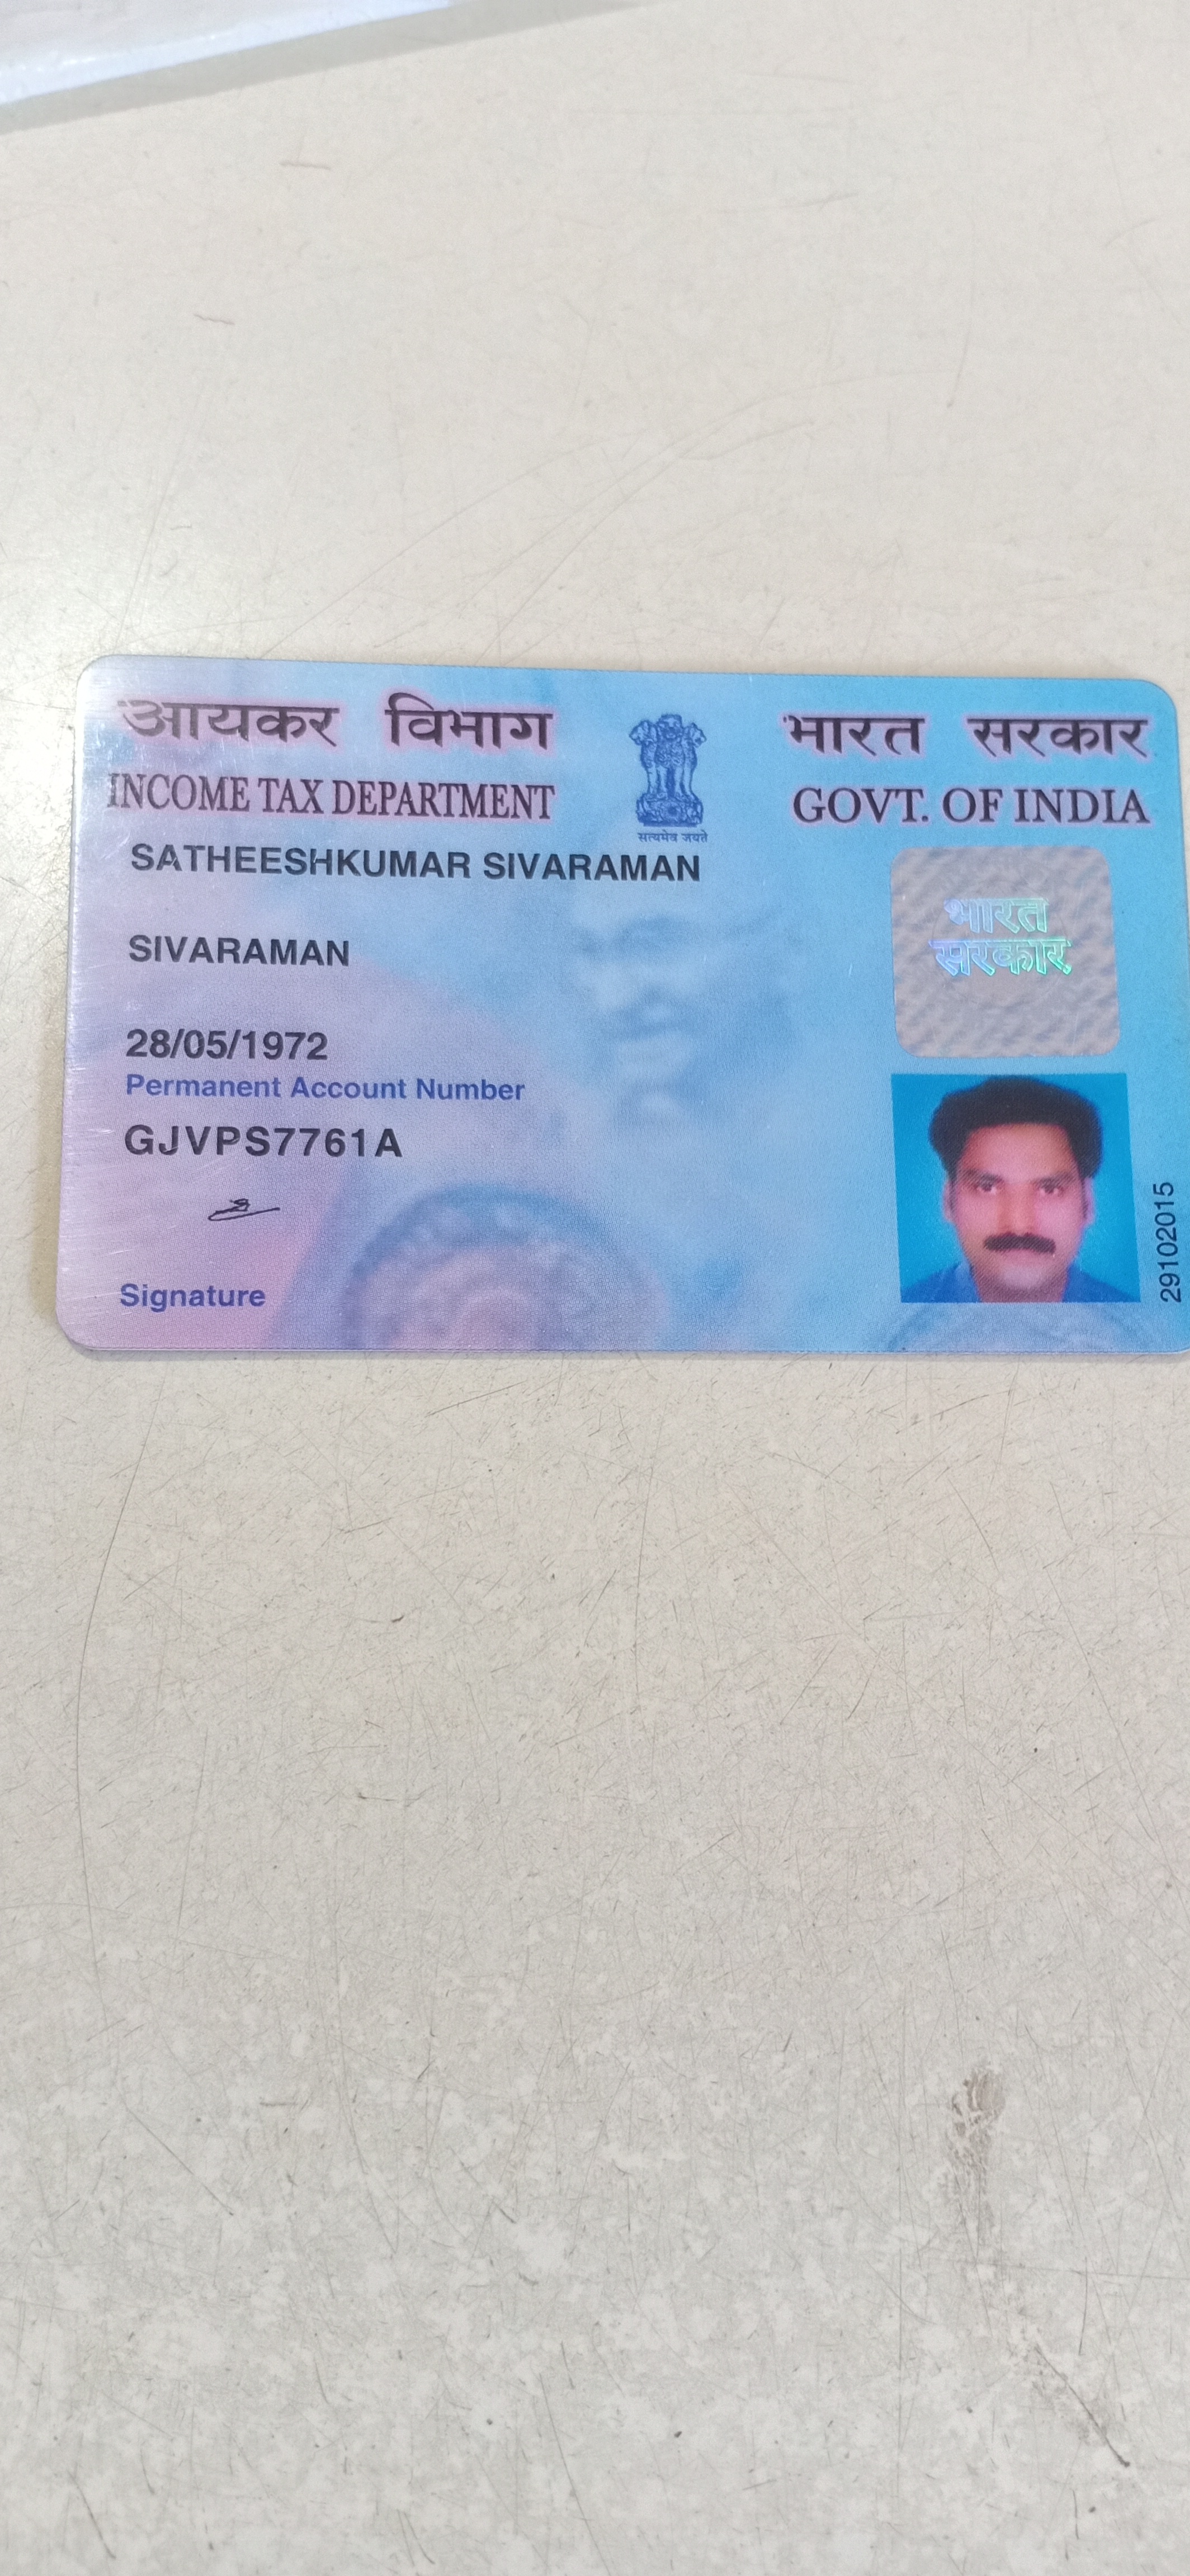 आयकर विभाग
INCOME TAX DEPARTMENT
सत्यमेव जयते
भारत सरकार
GOVT. OF INDIA
SATHEESHKUMAR SIVARAMAN
SIVARAMAN
28/05/1972
Permanent Account Number
GJVPS7761A
Signature
भारत
सरकार
29102015